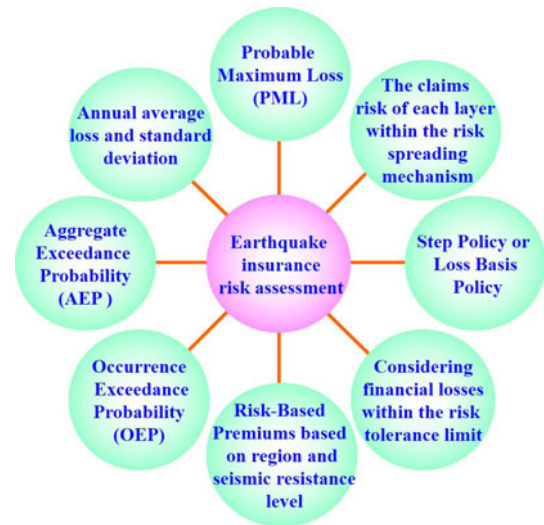 Probable
Maximum Loss
(PML)
The claims
risk of each layer
within the risk
spreading
mechanism
Step Policy or
Loss Basis
Policy
Considering
financial losses
within the risk
tolerance limit
Risk-Based
Premiums based
on region and
seismic resistance
level
Occurrence
Exceedance
Probability
(OEP)
Aggregate
Exceedance
Probability
(AEP )
Annual average
loss and standard
deviation
Earthquake
insurance
risk assessment